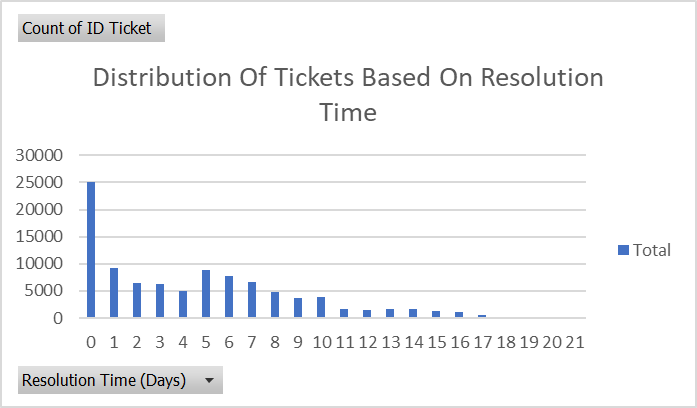 Count of ID Ticket
Distribution Of Tickets Based On Resolution
Time
30000
25000
20000
15000
10000
5000
0
0 1 2 3 4 5 6 7 8 9 10 11 12 13 14 15 16 17 18 19 20 21
Total
Resolution Time (Days)